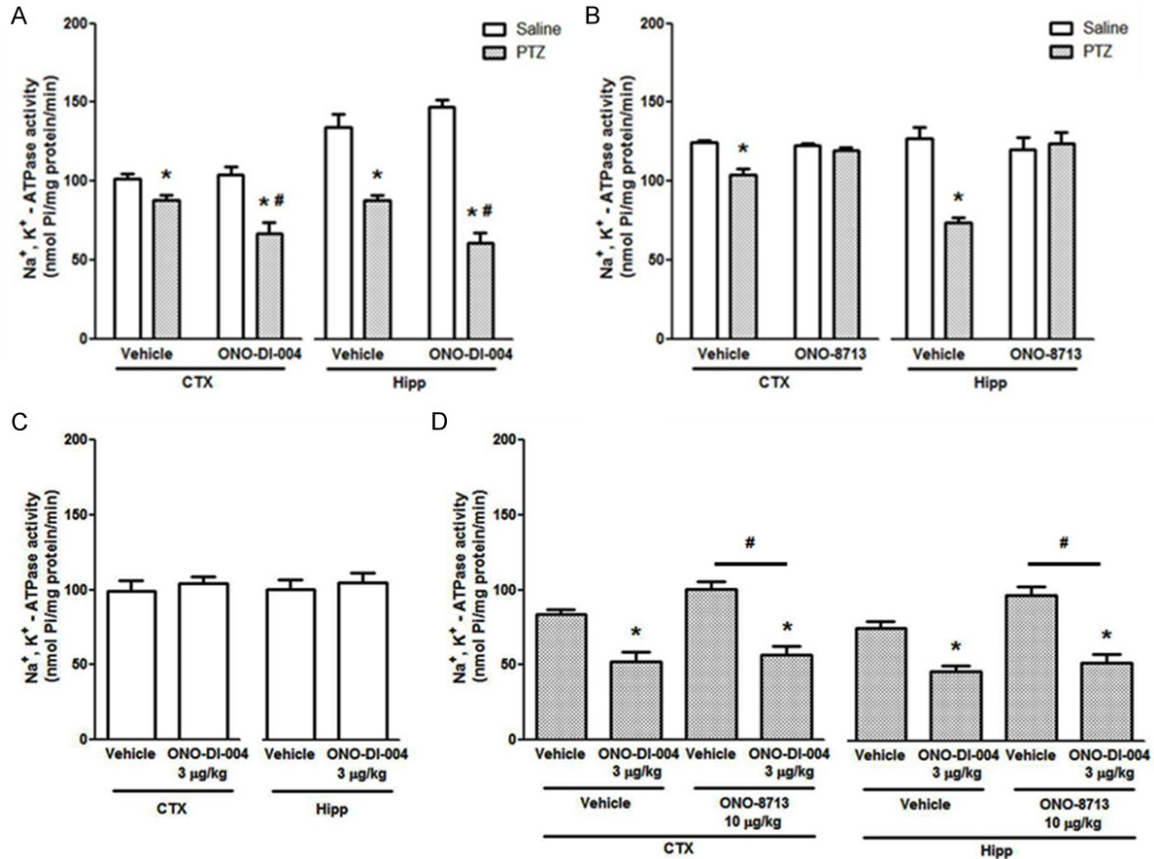 A
Na+, K+ - ATPase activity
(nmol Pi/mg protein/min)
200
150
100
50
0
Saline
PTZ
*
* #
*
* #
Vehicle ONO-DI-004 Vehicle ONO-DI-004
CTX Hipp
B
Na+, K+ - ATPase activity
(nmol Pi/mg protein/min)
200
150
100
50
0
Saline
PTZ
*
*
Vehicle ONO-8713 Vehicle ONO-8713
CTX Hipp
C
Na+, K+ - ATPase activity
(nmol Pi/mg protein/min)
200
150
100
50
0
Vehicle ONO-DI-004 Vehicle ONO-DI-004
3 µg/kg 3 µg/kg
CTX Hipp
D
Na+, K+ - ATPase activity
(nmol Pi/mg protein/min)
200
150
100
50
0
# #
* * * *
Vehicle ONO-DI-004 Vehicle ONO-DI-004 Vehicle ONO-DI-004 Vehicle ONO-DI-004
3 µg/kg 3 µg/kg 3 µg/kg 3 µg/kg
Vehicle ONO-8713 Vehicle ONO-8713
10 µg/kg 10 µg/kg
CTX Hipp